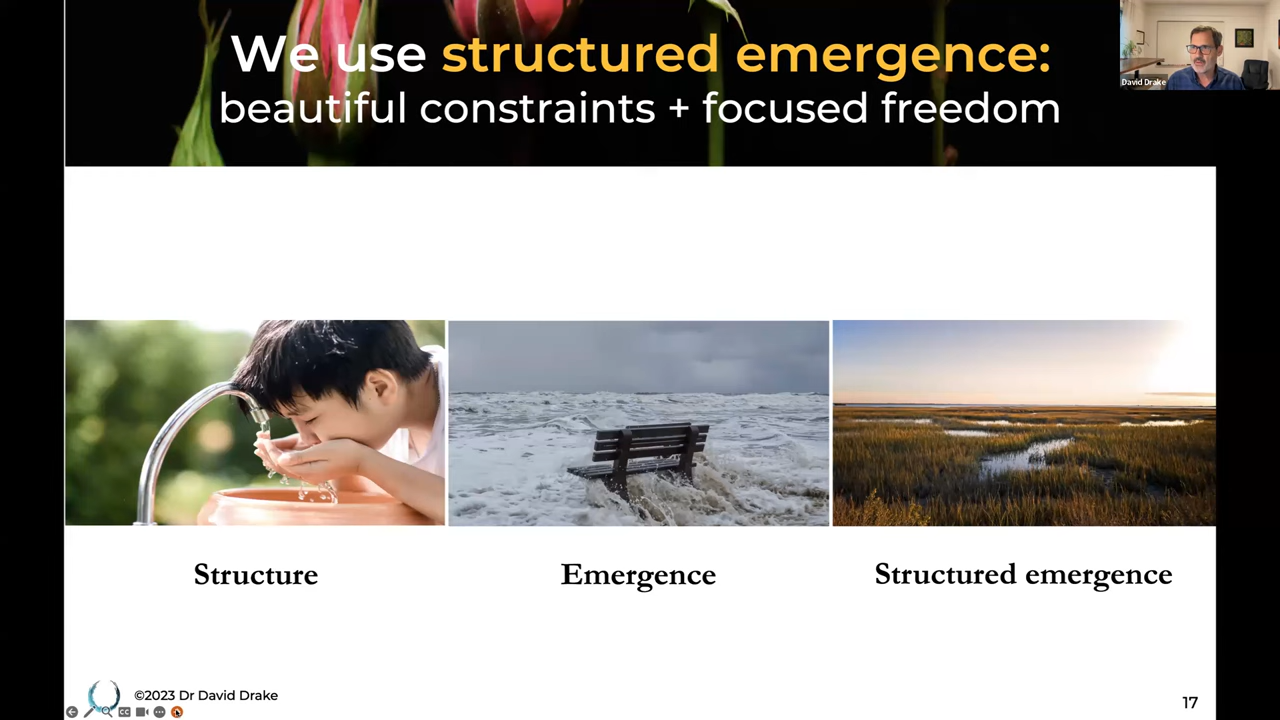 We use structured emergence:
beautiful constraints + focused freedom
David Drake
Structure
Emergence
Structured emergence
©2023 Dr David Drake
CC
17